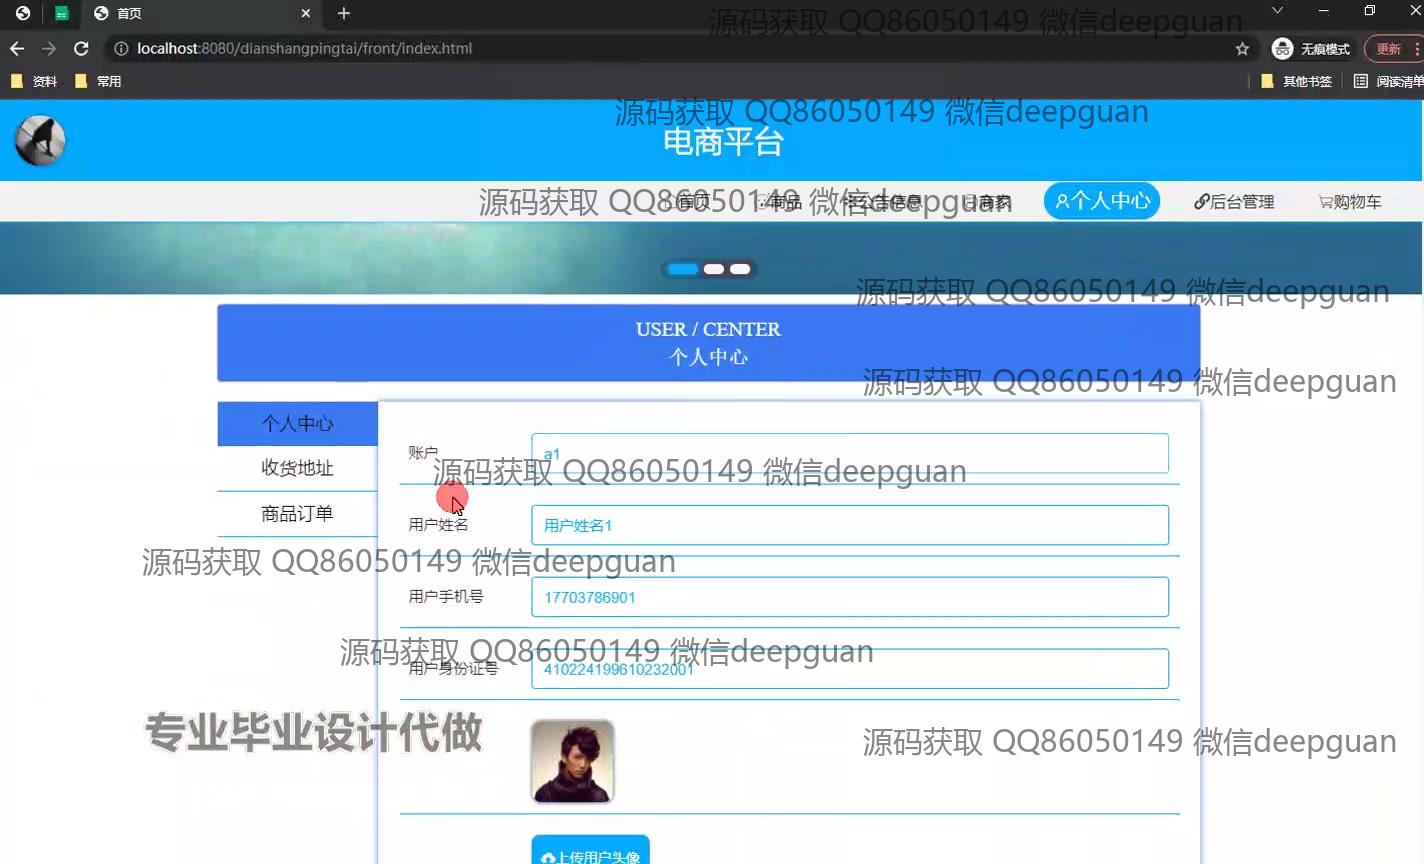 首页
localhost:8080/dianshangpingtai/front/index.html
无痕模式
更新
资料
常用
其他书签
阅读清单
源码获取 QQ86050149 微信deepguan
源码获取 QQ86050149 微信deepguan
电商平台
源码获取 QQ86050149 微信deepguan
首页
商品
公告信息
商家
个人中心
后台管理
购物车
源码获取 QQ86050149 微信deepguan
USER / CENTER
个人中心
源码获取 QQ86050149 微信deepguan
个人中心
收货地址
商品订单
账户
a1
源码获取 QQ86050149 微信deepguan
用户姓名
用户姓名1
源码获取 QQ86050149 微信deepguan
用户手机号
17703786901
源码获取 QQ86050149 微信deepguan
用户身份证号
410224199610232001
专业毕业设计代做
源码获取 QQ86050149 微信deepguan
上传用户头像